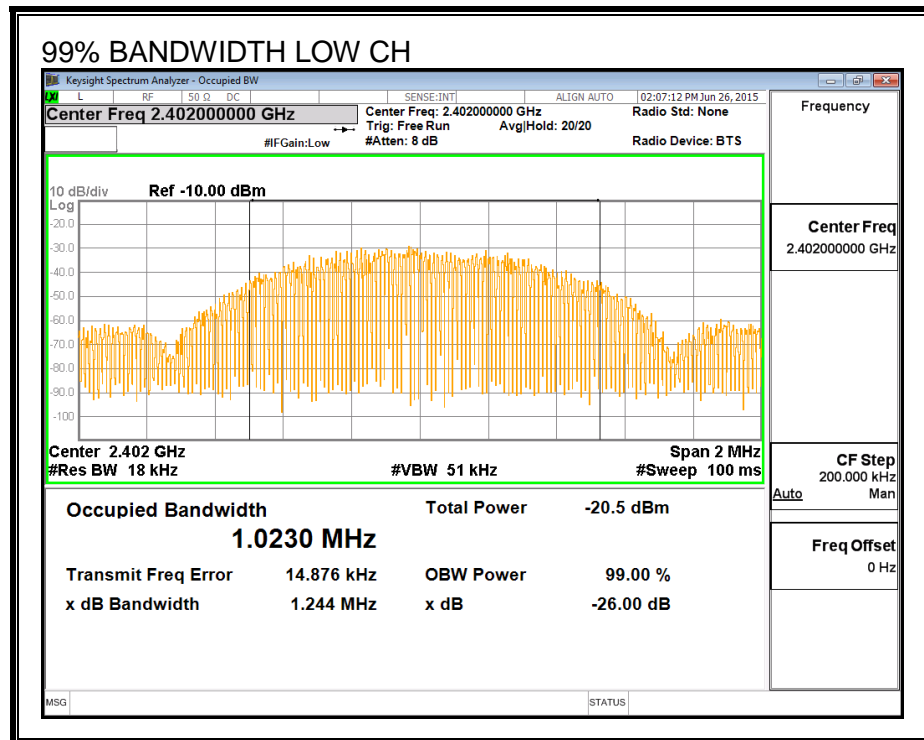 99% BANDWIDTH LOW CH
Keysight Spectrum Analyzer - Occupied BW
LXI L RF 50 Ω DC SENSE:INT ALIGN AUTO 02:07:12 PM Jun 26, 2015
Center Freq 2.402000000 GHz
Center Freq: 2.402000000 GHz
Radio Std: None
Trig: Free Run Avg|Hold: 20/20
#IFGain:Low
#Atten: 8 dB
Radio Device: BTS
10 dB/div Ref -10.00 dBm
Log
-20.0
-30.0
-40.0
-50.0
-60.0
-70.0
-80.0
-90.0
-100
Center 2.402 GHz
Span 2 MHz
#Res BW 18 kHz
#VBW 51 kHz
#Sweep 100 ms
Occupied Bandwidth
Total Power -20.5 dBm
1.0230 MHz
Transmit Freq Error 14.876 kHz
OBW Power 99.00 %
x dB Bandwidth 1.244 MHz
x dB -26.00 dB
Frequency
Center Freq
2.402000000 GHz
CF Step
200.000 kHz
Auto Man
Freq Offset
0 Hz
MSG
STATUS